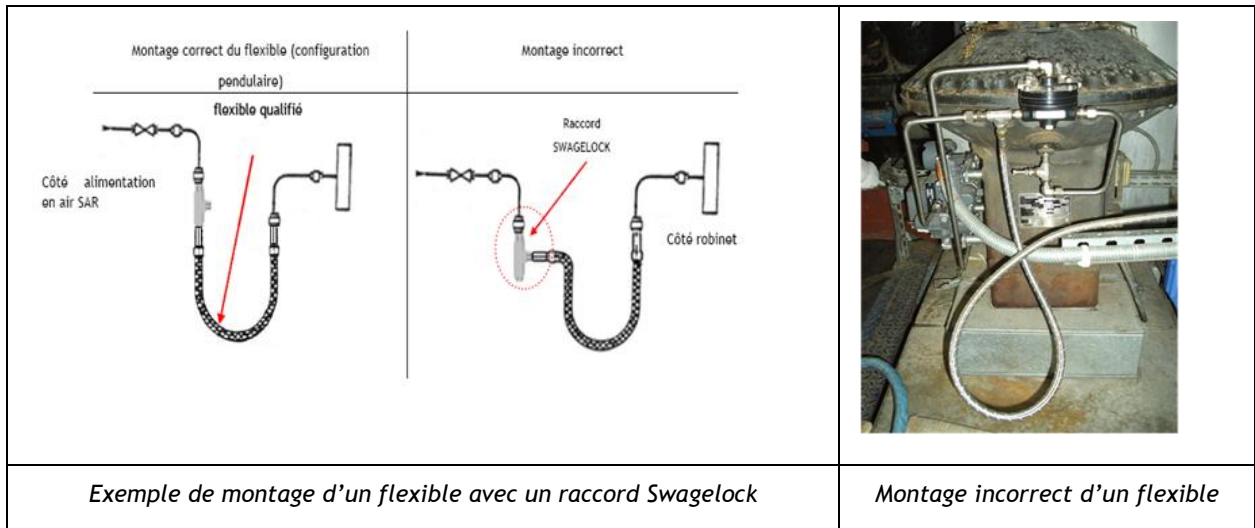 Montage correct du flexible (configuration
pendulaire)
Montage incorrect
flexible qualifié
Raccord
SWAGELOCK
Côté alimentation
en air SAR
Côté robinet
Exemple de montage d'un flexible avec un raccord Swagelock
Montage incorrect d'un flexible